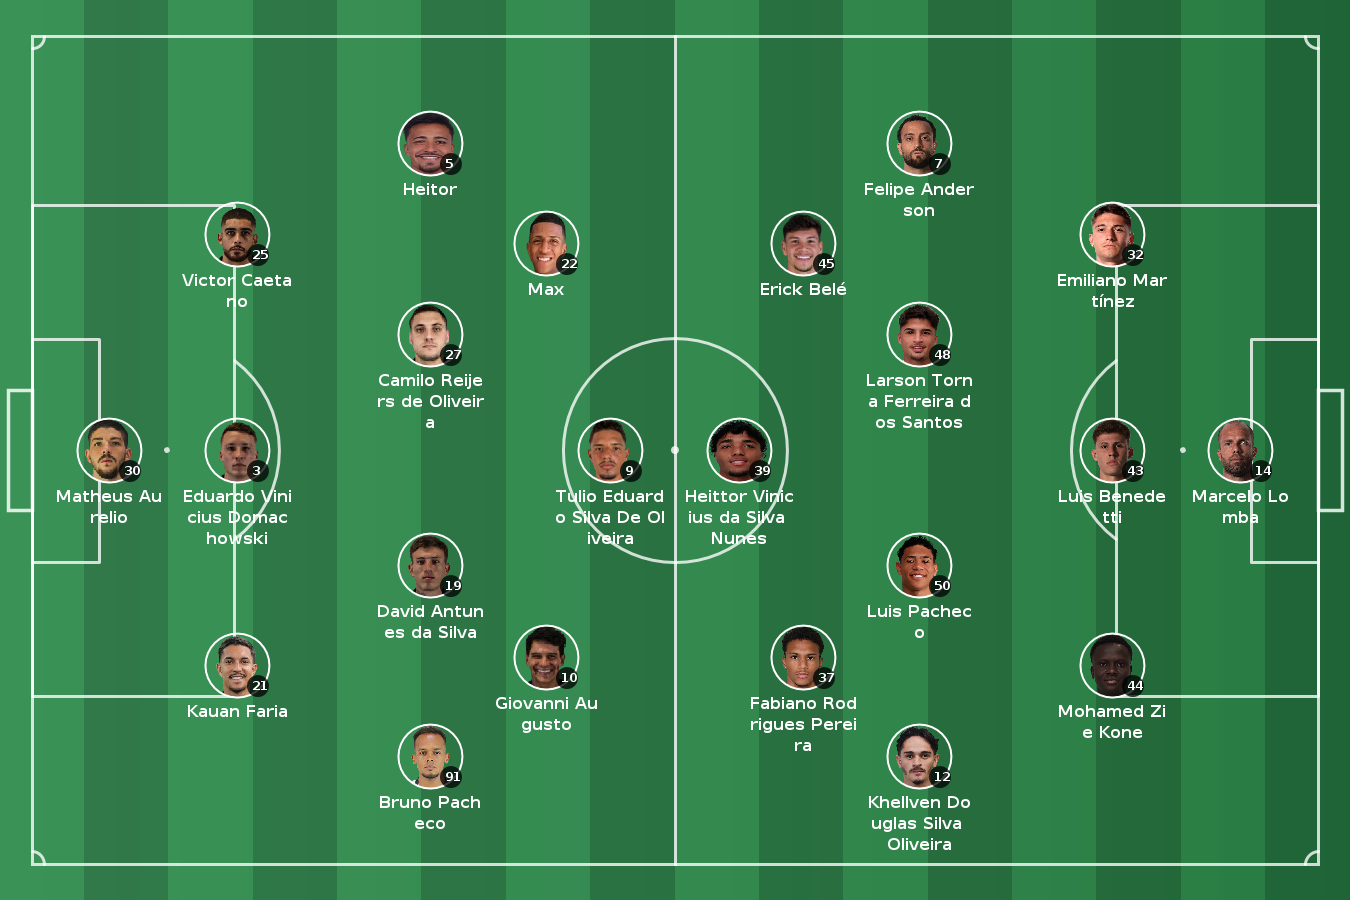 5
Heitor
7
Felipe Ander
son
25
Victor Caeta
no
22
Max
45
Erick Belé
32
Emiliano Mar
tínez
27
Camilo Reije
rs de Oliveir
a
48
Larson Torn
a Ferreira d
os Santos
30
Matheus Au
relio
3
Eduardo Vini
cius Domac
howski
9
Tulio Eduard
o Silva De Ol
iveira
39
Heittor Vinic
ius da Silva
Nunes
43
Luis Benede
tti
14
Marcelo Lo
mba
19
David Antun
es da Silva
50
Luis Pachec
o
21
Kauan Faria
10
Giovanni Au
gusto
37
Fabiano Rod
rigues Perei
ra
44
Mohamed Zi
e Kone
91
Bruno Pach
eco
12
Khellven Do
uglas Silva
Oliveira